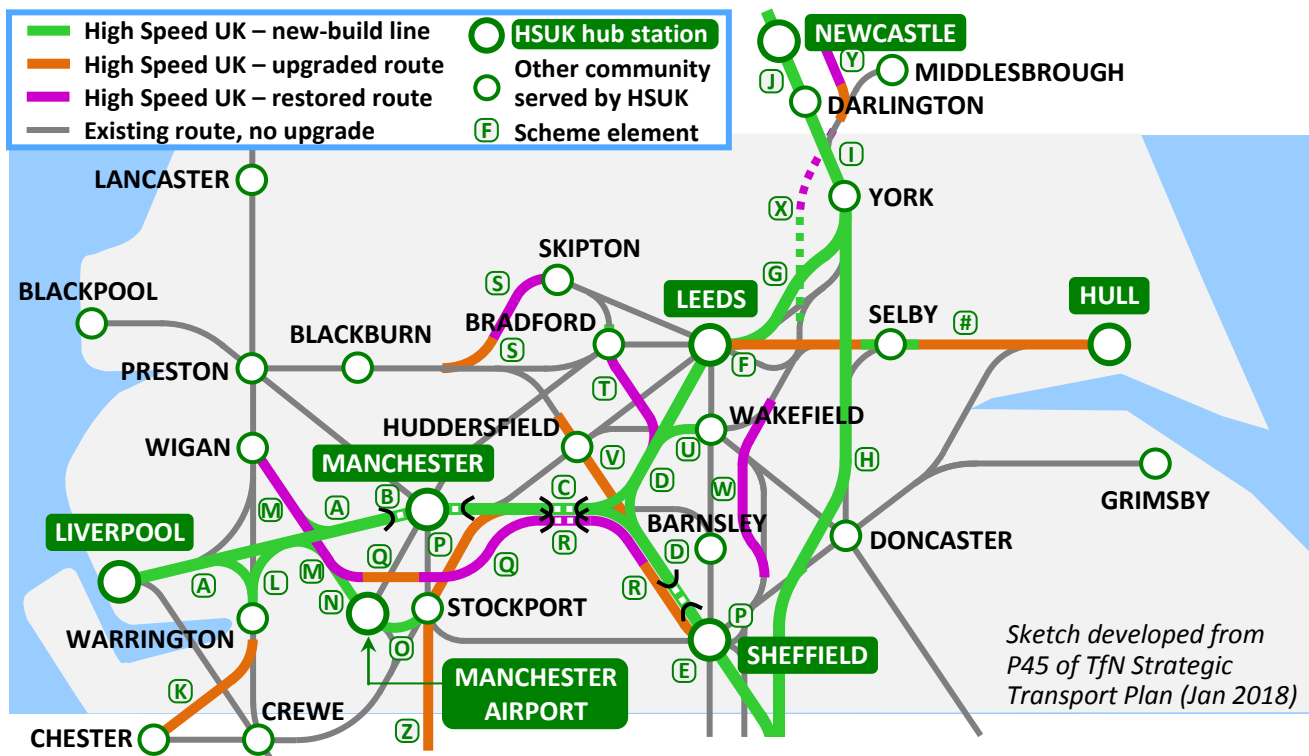 High Speed UK – new-build line
High Speed UK – upgraded route
High Speed UK – restored route
Existing route, no upgrade
HSUK hub station
Other community
served by HSUK
F Scheme element
NEWCASTLE
Y
MIDDLESBROUGH
J
DARLINGTON
I
LANCASTER
YORK
X
SKIPTON
G
S
BLACKPOOL
LEEDS
HULL
BRADFORD
SELBY
#
BLACKBURN
S
PRESTON
T
F
HUDDERSFIELD
WAKEFIELD
WIGAN
U
MANCHESTER
V
H
D
W
GRIMSBY
M
A
B
C
LIVERPOOL
BARNSLEY
DONCASTER
P
R
A
L
M
Q
Q
D
R
N
STOCKPORT
P
WARRINGTON
O
E
SHEFFIELD
K
MANCHESTER
AIRPORT
Z
CREWE
CHESTER
Sketch developed from
P45 of TfN Strategic
Transport Plan (Jan 2018)